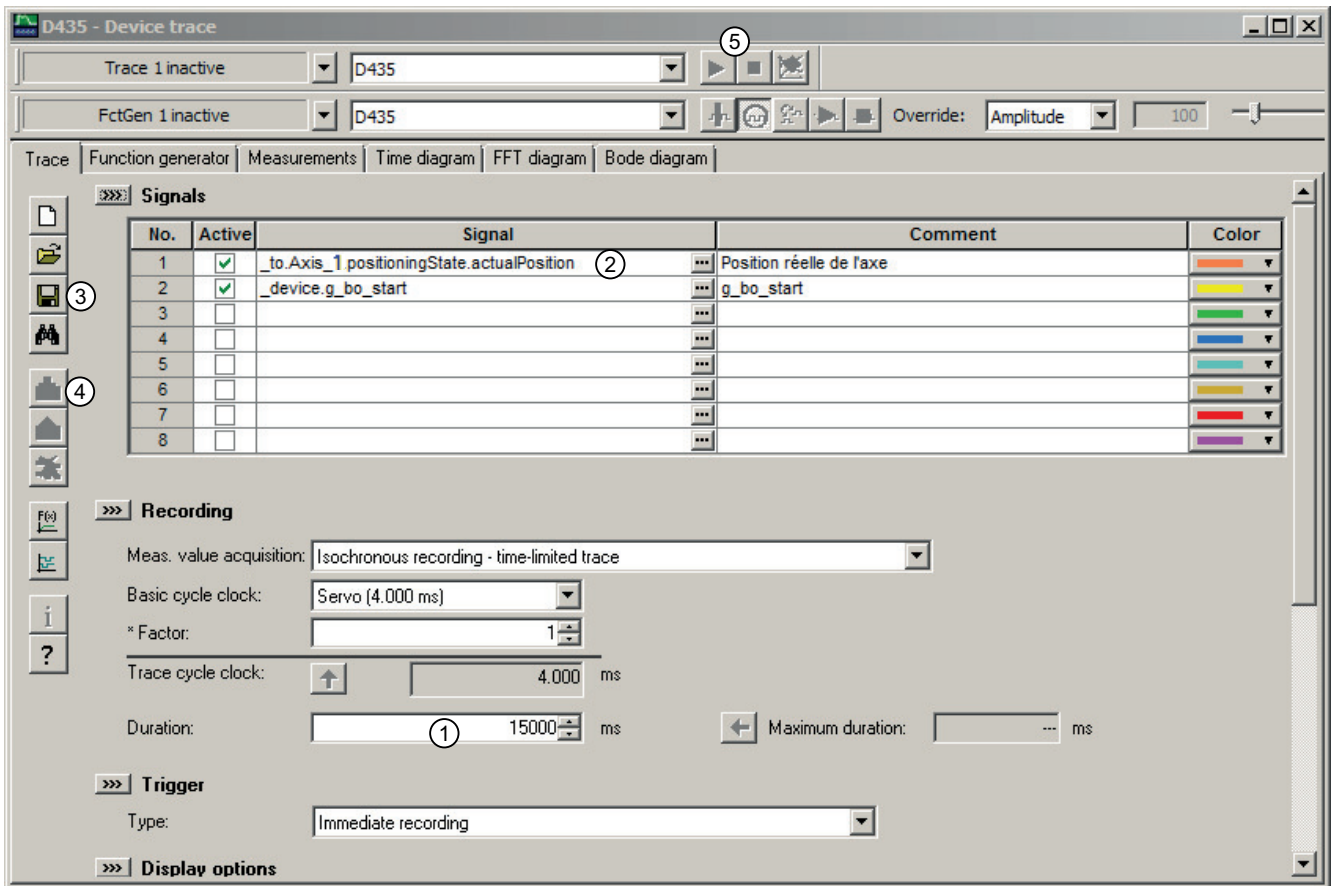 D435 - Device trace
5
Trace 1 inactive D435
FctGen 1 inactive D435 Override: Amplitude 100
Trace Function generator Measurements Time diagram FFT diagram Bode diagram
>>> Signals
No. Active Signal Comment Color
1 _to.Axis_1.positioningState.actualPosition 2 ... Position réelle de l'axe
2 _device.g_bo_start ... g_bo_start
3 ...
4 ...
5 ...
6 ...
7 ...
8 ...
3
4
>>> Recording
F(x)
Meas. value acquisition: Isochronous recording - time-limited trace
Basic cycle clock: Servo (4.000 ms)
i
* Factor: 1
?
Trace cycle clock: 4.000 ms
Duration: 1 15000 ms Maximum duration: --- ms
>>> Trigger
Type: Immediate recording
>>> Display options